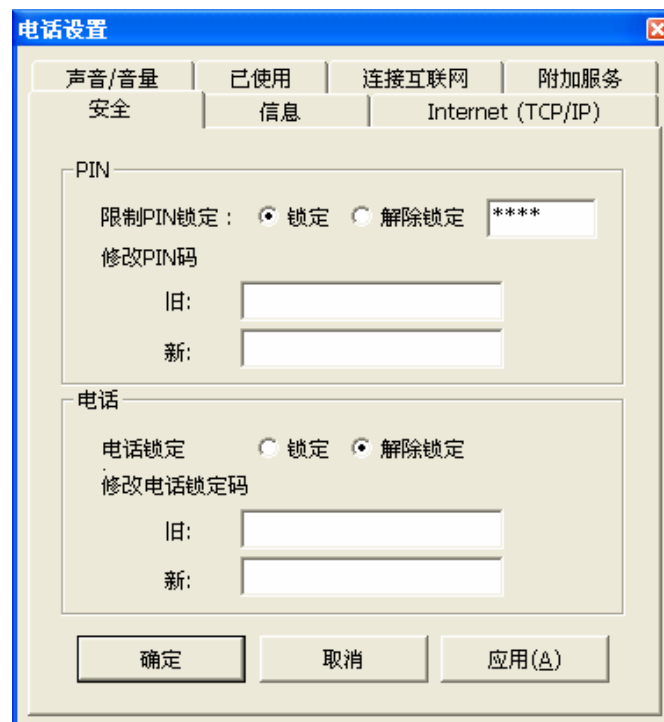 电话设置
声音/音量 已使用 连接互联网 附加服务
安全 信息 Internet (TCP/IP)
PIN
限制PIN锁定: 锁定 解除锁定 ****
修改PIN码
旧:
新:
电话
电话锁定 锁定 解除锁定
修改电话锁定码
旧:
新:
确定 取消 应用(A)